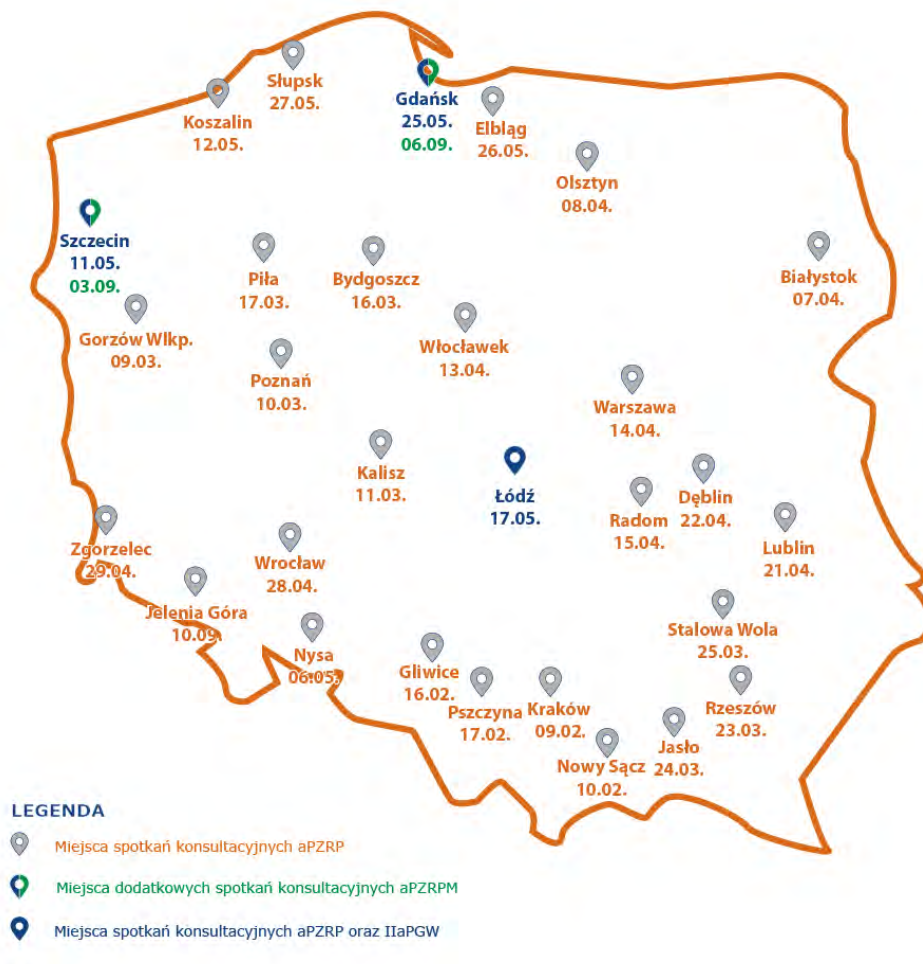 Słupsk
27.05.
Koszalin
12.05.
Gdańsk
25.05.
06.09.
Elbląg
26.05.
Olsztyn
08.04.
Szczecin
11.05.
03.09.
Piła
17.03.
Bydgoszcz
16.03.
Białystok
07.04.
Gorzów Wlkp.
09.03.
Włocławek
13.04.
Poznań
10.03.
Warszawa
14.04.
Kalisz
11.03.
Łódź
17.05.
Radom
15.04.
Dęblin
22.04.
Lublin
21.04.
Zgorzelec
29.04.
Wrocław
28.04.
Jelenia Góra
10.09.
Nysa
06.05.
Stalowa Wola
25.03.
Gliwice
16.02.
Pszczyna
17.02.
Kraków
09.02.
Rzeszów
23.03.
Nowy Sącz
10.02.
Jasło
24.03.
LEGENDA
Miejsca spotkań konsultacyjnych aPZRP
Miejsca dodatkowych spotkań konsultacyjnych aPZRPM
Miejsca spotkań konsultacyjnych aPZRP oraz IIaPGW